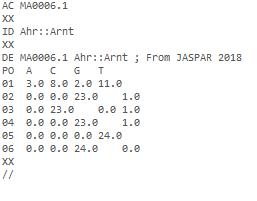 AC MA0006.1
XX
ID Ahr::Arnt
XX
DE MA0006.1 Ahr::Arnt ; From JASPAR 2018
PO A C G T
01 3.0 8.0 2.0 11.0
02 0.0 0.0 23.0 1.0
03 0.0 23.0 0.0 1.0
04 0.0 0.0 23.0 1.0
05 0.0 0.0 0.0 24.0
06 0.0 0.0 24.0 0.0
XX
//